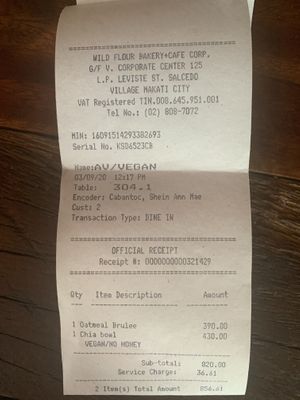 WILD FLOUR BAKERY+CAFE CORP.
G/F V. CORPORATE CENTER 125
L.P. LEVISTE ST. SALCEDO
VILLAGE MAKATI CITY
VAT Registered TIN.008.645.951.001
Tel No.: (02) 808-7072
MIN: 16091514293382693
Serial No. KSD6523CB
Name:AV/VEGAN
03/09/20 12:17 PM
Table: 304.1
Encoder: Cabantoc, Shein Ann Mae
Cust: 2
Transaction Type: DINE IN
OFFICIAL RECEIPT
Receipt #: 0000000000321429
Qty Item Description Amount
1 Oatmeal Brulee 390.00
1 Chia bowl 430.00
VEGAN/NO HONEY
Sub-total: 820.00
Service Charge: 36.61
2 Item(s) Total Amount 856.61